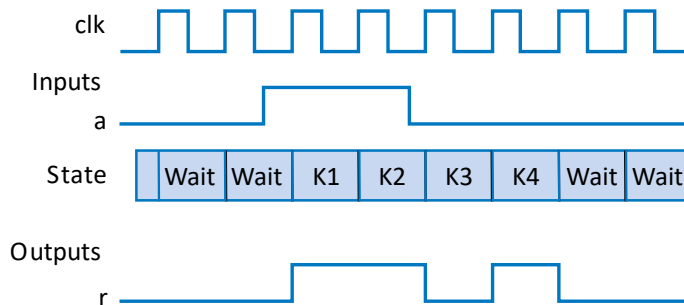 clk
Inputs
a
State Wait Wait K1 K2 K3 K4 Wait Wait
Outputs
r